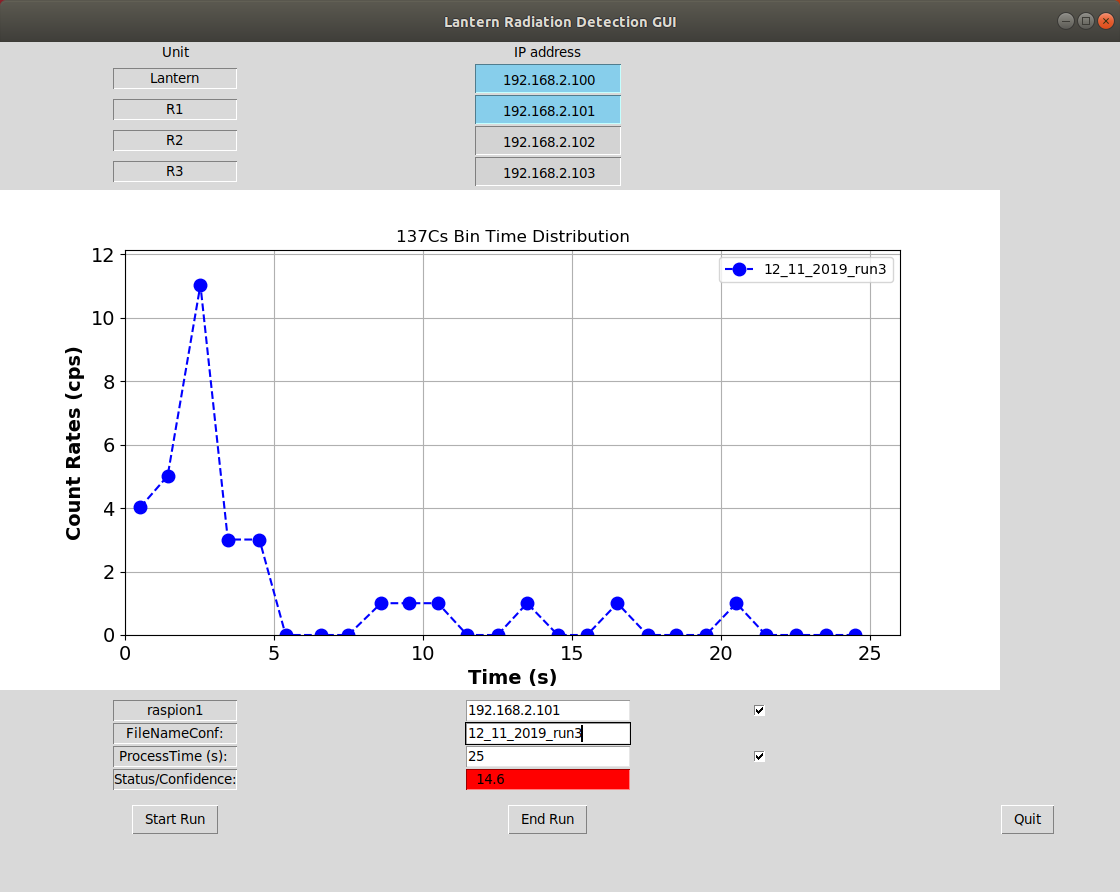 Lantern Radiation Detection GUI
Unit IP address
Lantern 192.168.2.100
R1 192.168.2.101
R2 192.168.2.102
R3 192.168.2.103
137Cs Bin Time Distribution
12_11_2019_run3
12
10
8
6
4
2
0
Count Rates (cps)
0 5 10 15 20 25
Time (s)
raspion1 192.168.2.101
FileNameConf: 12_11_2019_run3
ProcessTime (s): 25
Status/Confidence: 14.6
Start Run End Run Quit